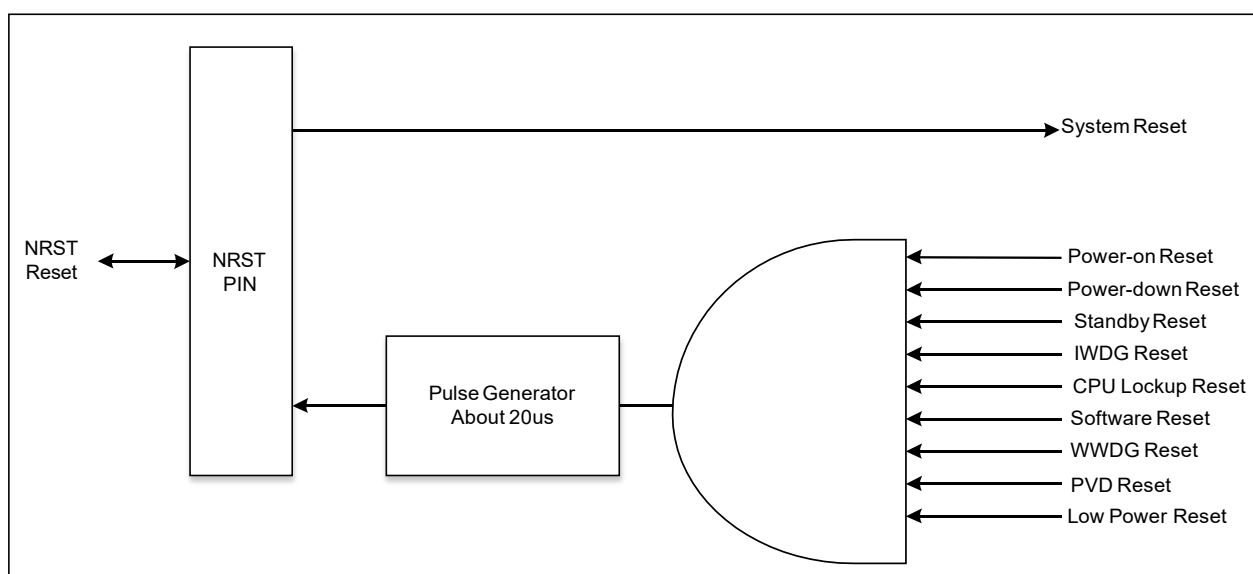 System Reset
NRST
Reset
NRST
PIN
Pulse Generator
About 20us
Power-on Reset
Power-down Reset
Standby Reset
IWDG Reset
CPU Lockup Reset
Software Reset
WWDG Reset
PVD Reset
Low Power Reset